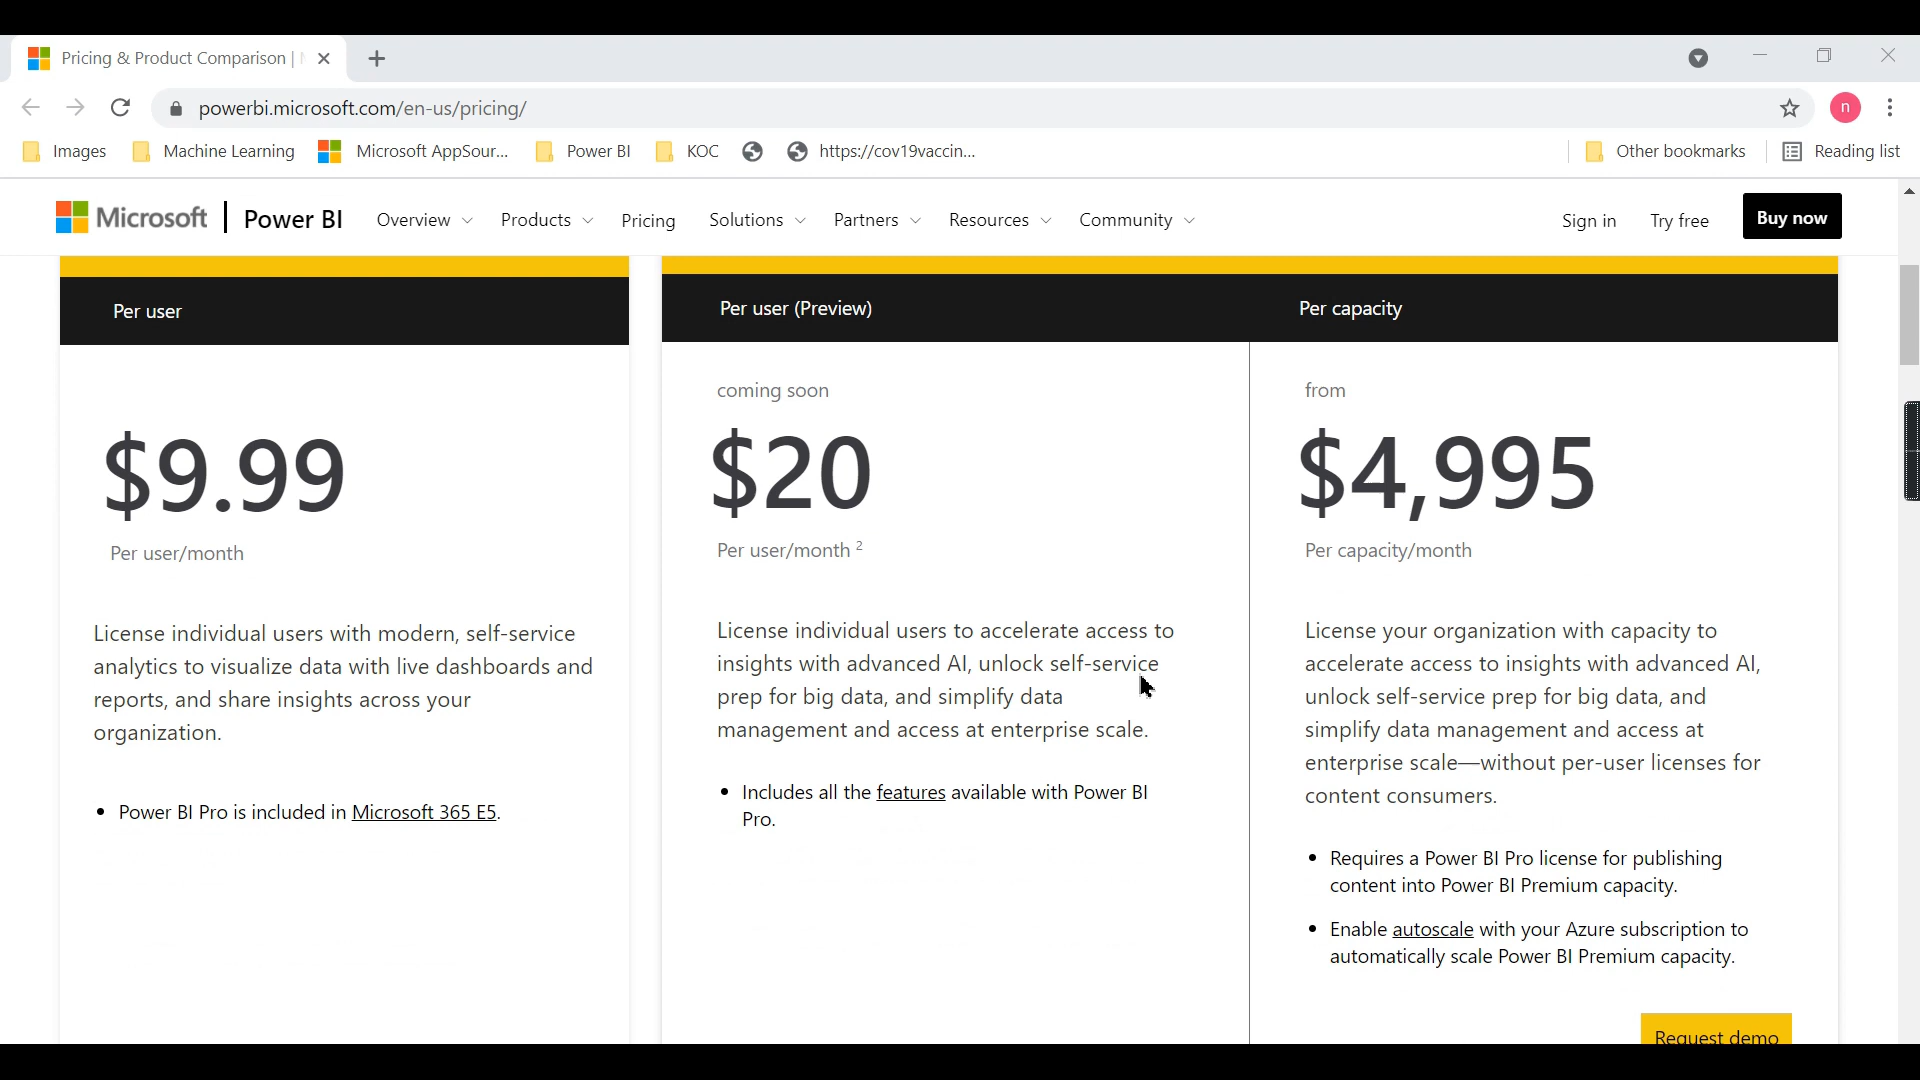 Pricing & Product Comparison |
powerbi.microsoft.com/en-us/pricing/
n
Images
Machine Learning
Microsoft AppSour...
Power BI
KOC
https://cov19vaccin...
Other bookmarks
Reading list
Microsoft
Power BI
Overview
Products
Pricing
Solutions
Partners
Resources
Community
Sign in
Try free
Buy now
Per user
$9.99
Per user/month
License individual users with modern, self-service
analytics to visualize data with live dashboards and
reports, and share insights across your
organization.
• Power BI Pro is included in Microsoft 365 E5.
Per user (Preview)
coming soon
$20
Per user/month 2
License individual users to accelerate access to
insights with advanced AI, unlock self-service
prep for big data, and simplify data
management and access at enterprise scale.
• Includes all the features available with Power BI
Pro.
Per capacity
from
$4,995
Per capacity/month
License your organization with capacity to
accelerate access to insights with advanced AI,
unlock self-service prep for big data, and
simplify data management and access at
enterprise scale—without per-user licenses for
content consumers.
• Requires a Power BI Pro license for publishing
content into Power BI Premium capacity.
• Enable autoscale with your Azure subscription to
automatically scale Power BI Premium capacity.
Request demo